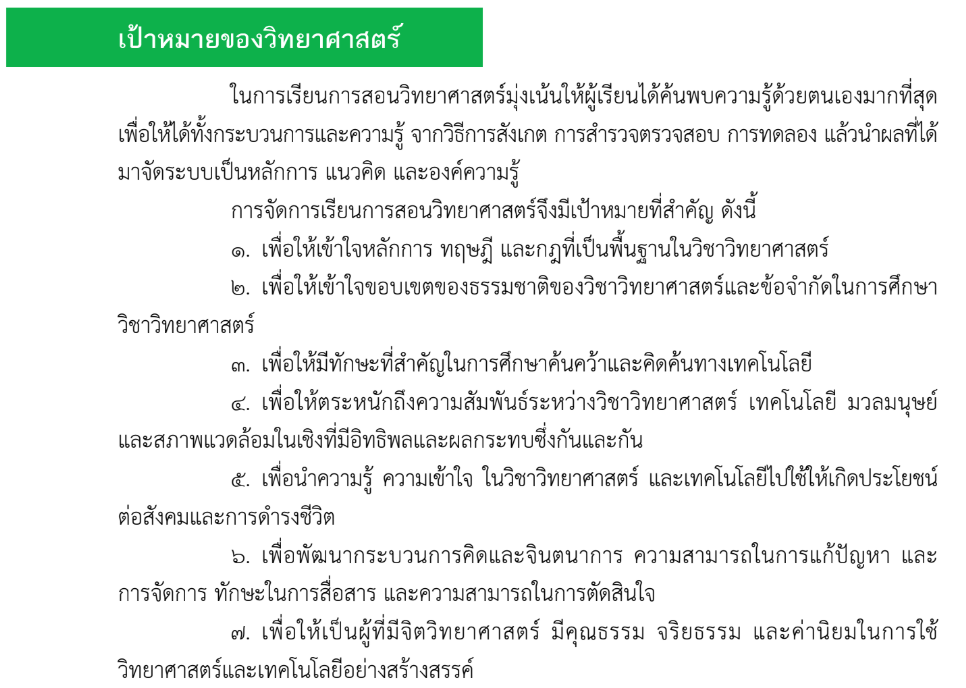 เป้าหมายของวิทยาศาสตร์
ในการเรียนการสอนวิทยาศาสตร์มุ่งเน้นให้ผู้เรียนได้ค้นพบความรู้ด้วยตนเองมากที่สุด
เพื่อให้ได้ทั้งกระบวนการและความรู้ จากวิธีการสังเกต การสำรวจตรวจสอบ การทดลอง แล้วนำผลที่ได้
มาจัดระบบเป็นหลักการ แนวคิด และองค์ความรู้
การจัดการเรียนการสอนวิทยาศาสตร์จึงมีเป้าหมายที่สำคัญ ดังนี้
๑. เพื่อให้เข้าใจหลักการ ทฤษฎี และกฎที่เป็นพื้นฐานในวิชาวิทยาศาสตร์
๒. เพื่อให้เข้าใจขอบเขตของธรรมชาติของวิชาวิทยาศาสตร์และข้อจำกัดในการศึกษา
วิชาวิทยาศาสตร์
๓. เพื่อให้มีทักษะที่สำคัญในการศึกษาค้นคว้าและคิดค้นทางเทคโนโลยี
๔. เพื่อให้ตระหนักถึงความสัมพันธ์ระหว่างวิชาวิทยาศาสตร์ เทคโนโลยี มวลมนุษย์
และสภาพแวดล้อมในเชิงที่มีอิทธิพลและผลกระทบซึ่งกันและกัน
๕. เพื่อนำความรู้ ความเข้าใจ ในวิชาวิทยาศาสตร์ และเทคโนโลยีไปใช้ให้เกิดประโยชน์
ต่อสังคมและการดำรงชีวิต
๖. เพื่อพัฒนากระบวนการคิดและจินตนาการ ความสามารถในการแก้ปัญหา และ
การจัดการ ทักษะในการสื่อสาร และความสามารถในการตัดสินใจ
๗. เพื่อให้เป็นผู้ที่มีจิตวิทยาศาสตร์ มีคุณธรรม จริยธรรม และค่านิยมในการใช้
วิทยาศาสตร์และเทคโนโลยีอย่างสร้างสรรค์